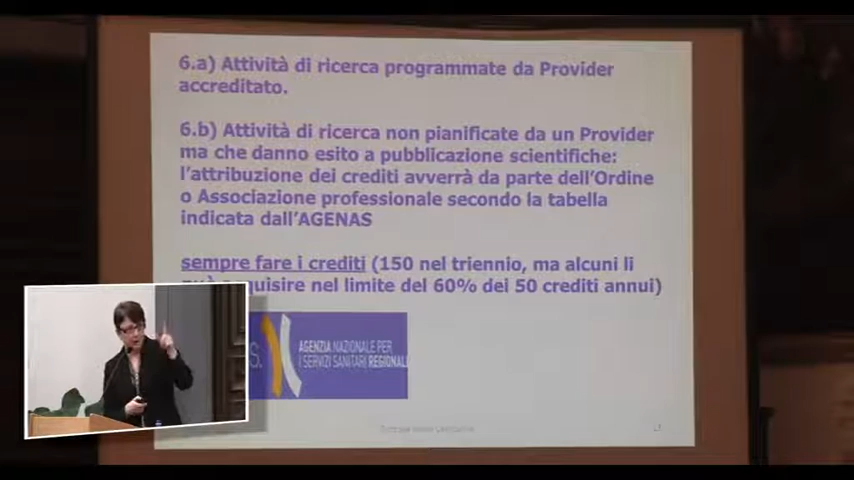 6.a) Attività di ricerca programmate da Provider
accreditato.
6.b) Attività di ricerca non pianificate da un Provider
ma che danno esito a pubblicazione scientifiche:
l'attribuzione dei crediti avverrà da parte dell'Ordine
o Associazione professionale secondo la tabella
indicata dall'AGENAS
sempre fare i crediti (150 nel triennio, ma alcuni li
nel limite del 60% dei 50 crediti annui)
AGENZIA NAZIONALE PER
I SERVIZI SANITARI REGIONALI